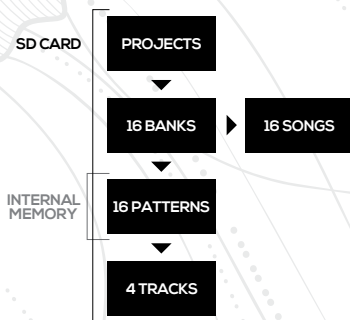 SD CARD
PROJECTS
16 BANKS
16 SONGS
INTERNAL
MEMORY
16 PATTERNS
4 TRACKS